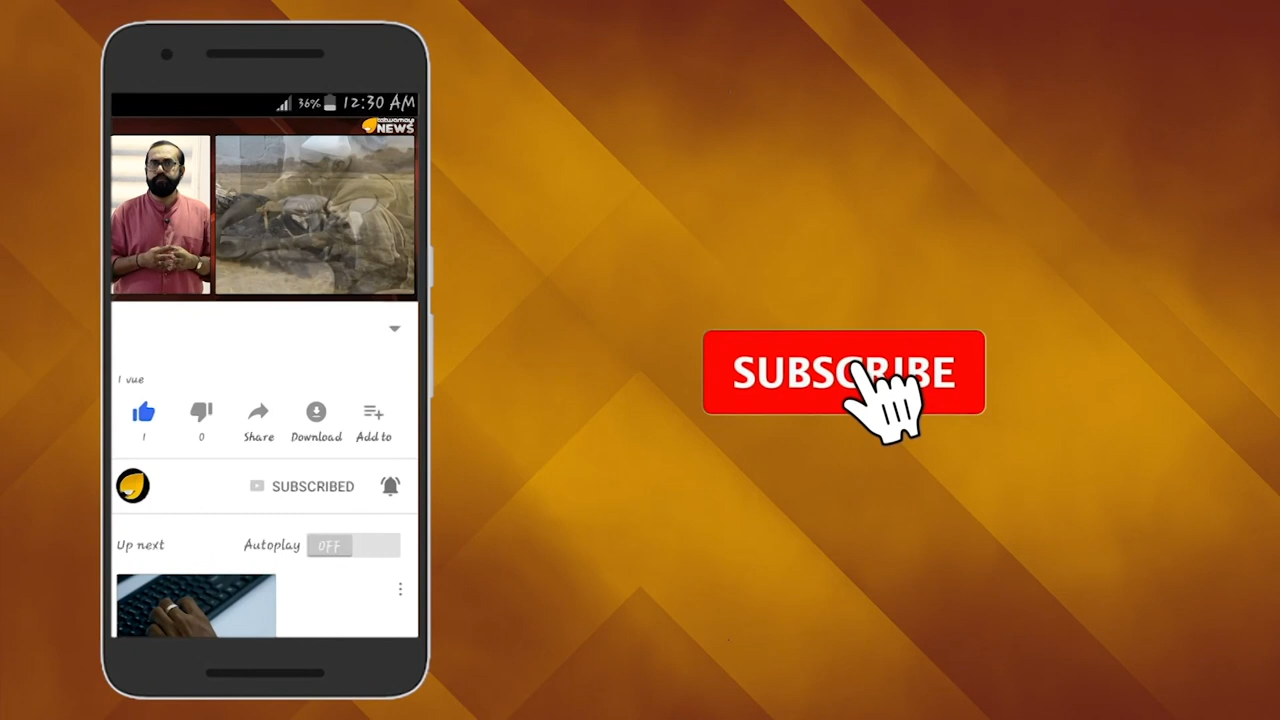 36% 12:30 AM
tatwamayi
NEWS
1 vue
1
0
Share
Download
Add to
SUBSCRIBED
Up next
Autoplay
OFF
SUBSCRIBE